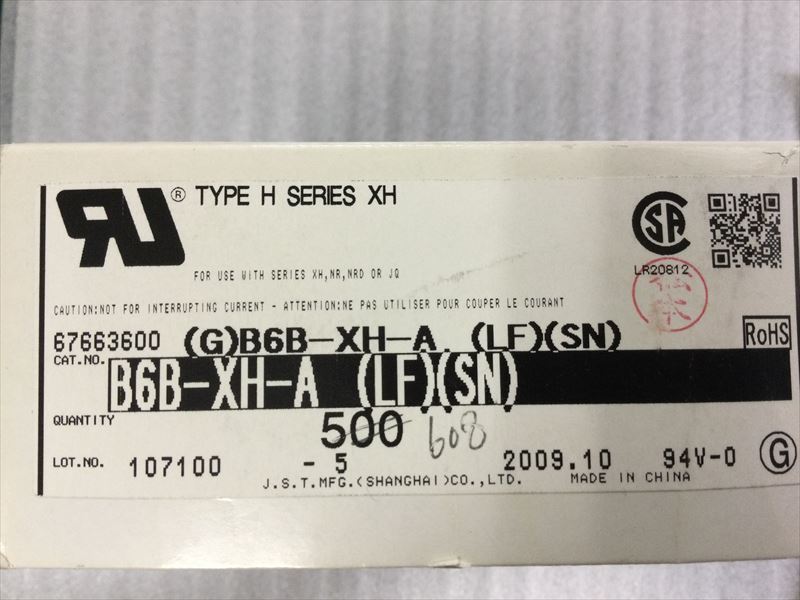 RU ® TYPE H SERIES XH
SA
FOR USE WITH SERIES XH,NR,NRD OR JQ
LR20812
CAUTION:NOT FOR INTERRUPTING CURRENT - ATTENTION:NE PAS UTILISER POUR COUPER LE COURANT
67663600 (G)B6B-XH-A (LF)(SN) RoHS
CAT.NO. B6B-XH-A (LF)(SN)
QUANTITY 500 608
LOT.NO. 107100 - 5 2009.10 94V-0 G
J.S.T.MFG.(SHANGHAI)CO.,LTD. MADE IN CHINA